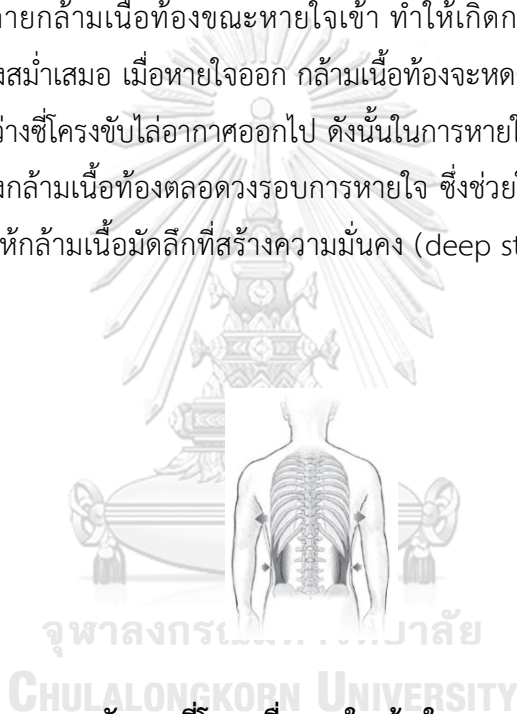 ายกล้ามเนื้อท้องขณะหายใจเข้า ทำให้เกิดก
งสม่ำเสมอ เมื่อหายใจออก กล้ามเนื้อท้องจะหด
ว่างซี่โครงขับไล่อากาศออกไป ดังนั้นในการหายใ
งกล้ามเนื้อท้องตลอดวงรอบการหายใจ ซึ่งช่วยใ
ห้กล้ามเนื้อมัดลึกที่สร้างความมั่นคง (deep st
จุฬาลงกรณ์มหาวิทยาลัย
CHULALONGKORN UNIVERSITY